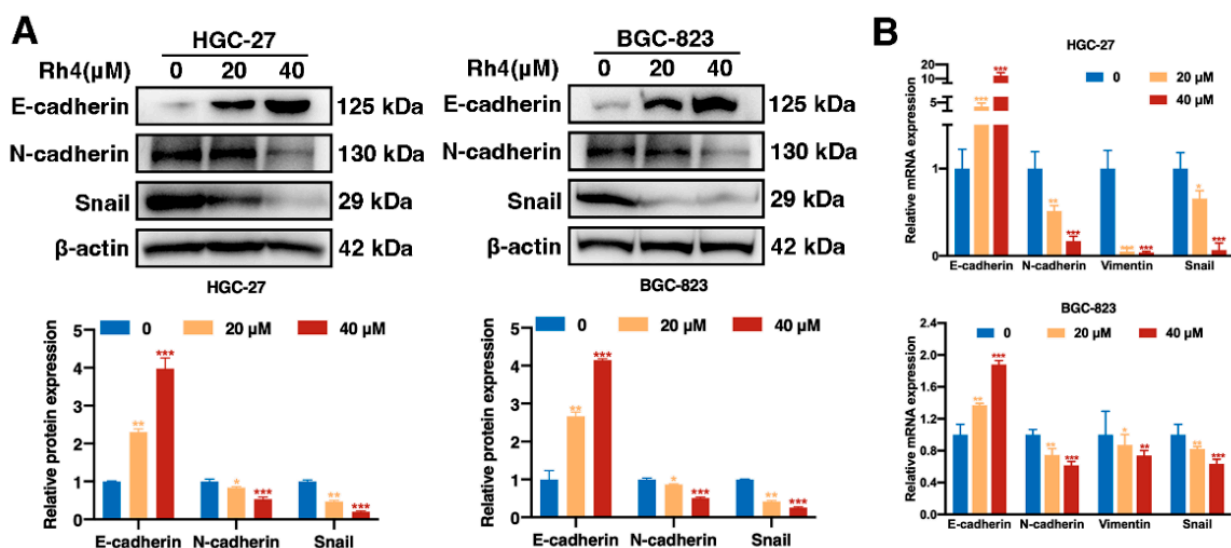 A
HGC-27
Rh4(μM) 0 20 40
E-cadherin 125 kDa
N-cadherin 130 kDa
Snail 29 kDa
β-actin 42 kDa
BGC-823
Rh4(μM) 0 20 40
E-cadherin 125 kDa
N-cadherin 130 kDa
Snail 29 kDa
β-actin 42 kDa
HGC-27
0 20 μM 40 μM
Relative protein expression
5
4
3
2
1
0
** ***
* ***
** ***
E-cadherin N-cadherin Snail
BGC-823
0 20 μM 40 μM
Relative protein expression
5
4
3
2
1
0
** ***
* ***
** ***
E-cadherin N-cadherin Snail
B
HGC-27
0 20 μM
40 μM
Relative mRNA expression
20
10
5
1
0
*** ***
** ***
*** ***
* ***
E-cadherin N-cadherin Vimentin Snail
BGC-823
0 20 μM 40 μM
Relative mRNA expression
2.4
2.0
1.6
1.2
0.8
0.4
0
** ***
** ***
* **
** ***
E-cadherin N-cadherin Vimentin Snail